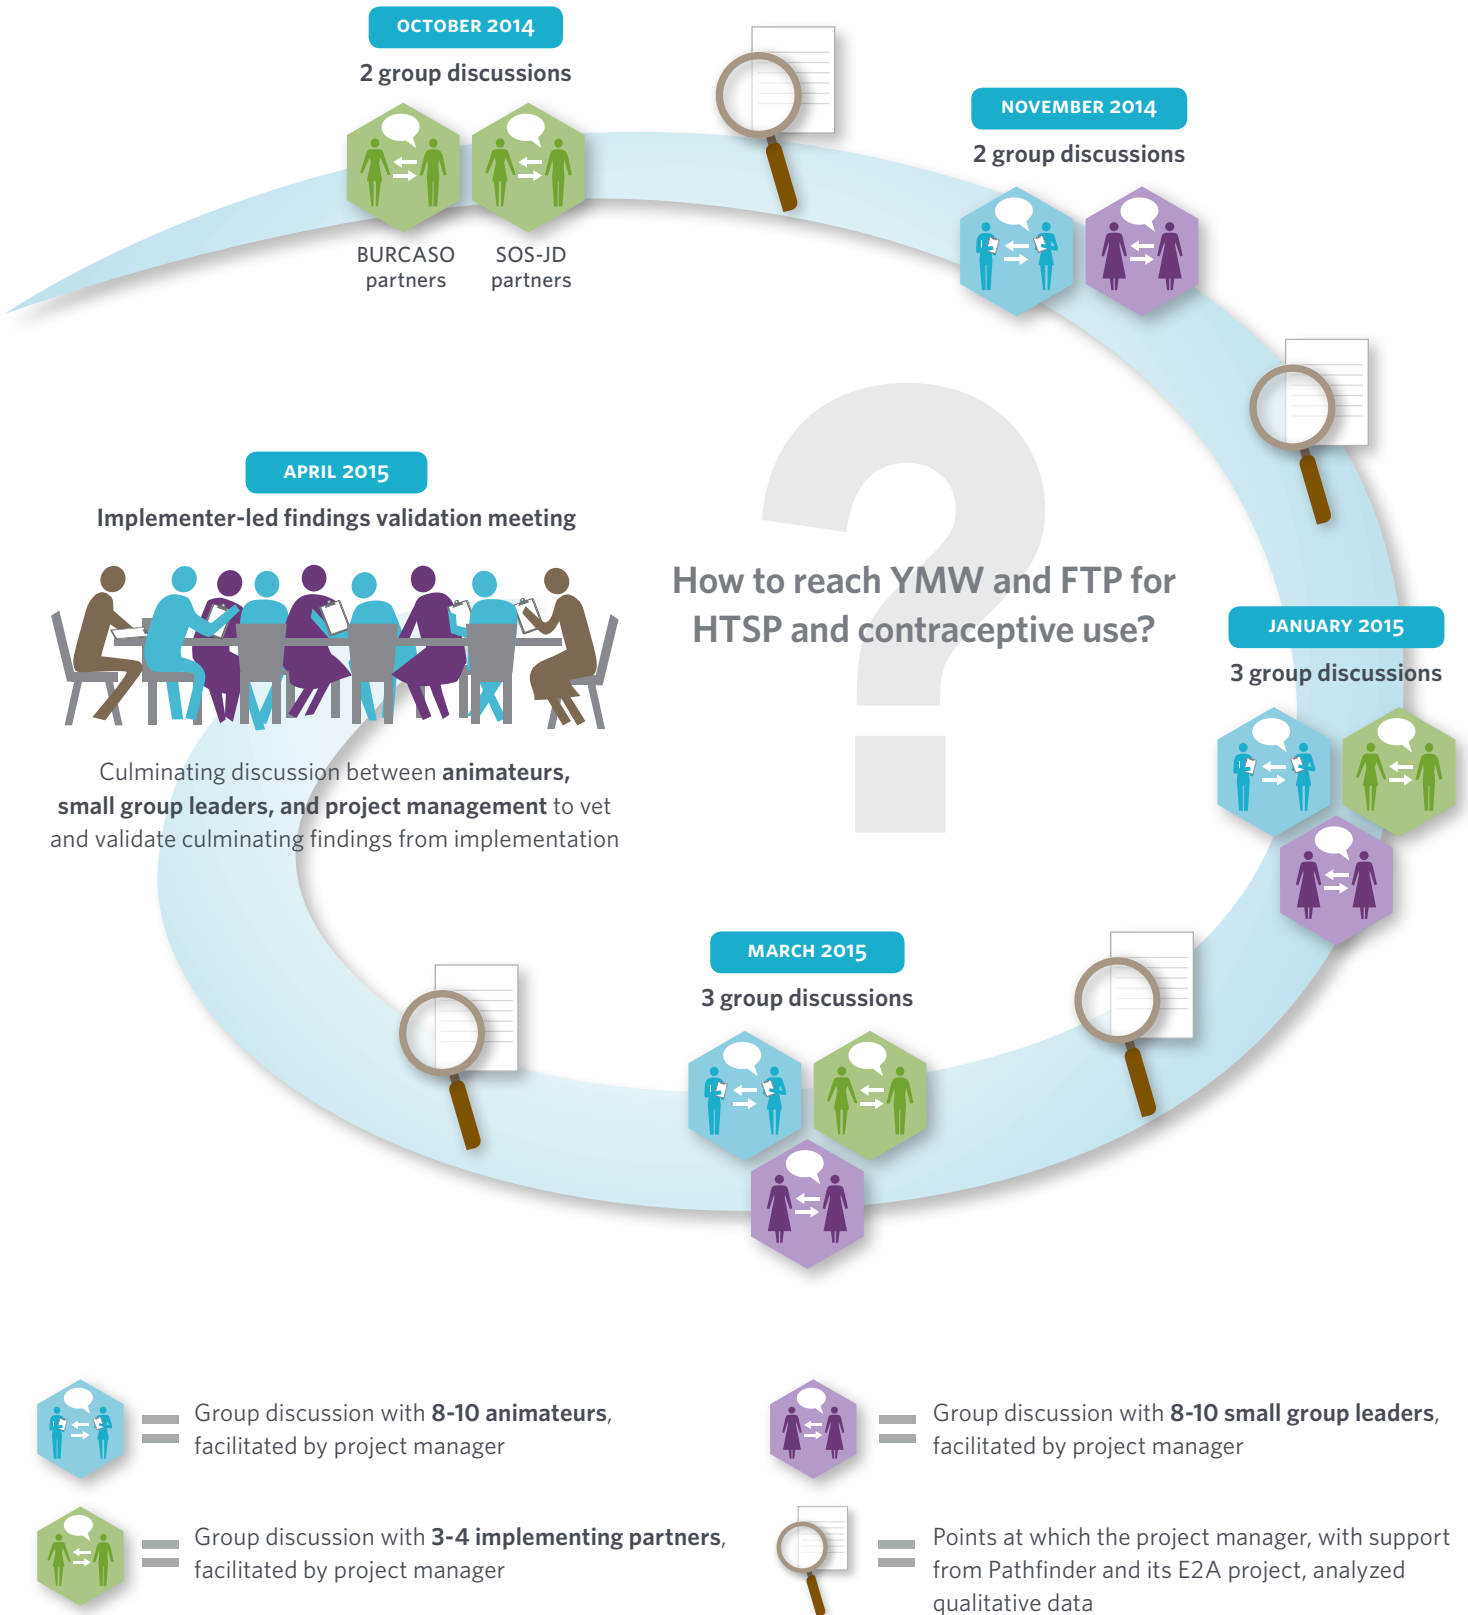 OCTOBER 2014
2 group discussions
BURCASO
partners
SOS-JD
partners
NOVEMBER 2014
2 group discussions
APRIL 2015
Implementer-led findings validation meeting
How to reach YMW and FTP for
HTSP and contraceptive use?
JANUARY 2015
3 group discussions
Culminating discussion between animateurs,
small group leaders, and project management to vet
and validate culminating findings from implementation
MARCH 2015
3 group discussions
Group discussion with 8-10 animateurs,
facilitated by project manager
Group discussion with 8-10 small group leaders,
facilitated by project manager
Group discussion with 3-4 implementing partners,
facilitated by project manager
Points at which the project manager, with support
from Pathfinder and its E2A project, analyzed
qualitative data